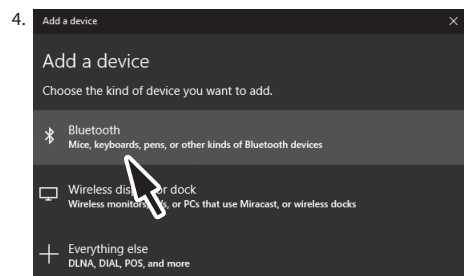 4.
Add a device
Add a device
Choose the kind of device you want to add.
Bluetooth
Mice, keyboards, pens, or other kinds of Bluetooth devices
Wireless or dock
Wireless monitors, or PCs that use Miracast, or wireless docks
Everything else
DLNA, DIAL, POS, and more